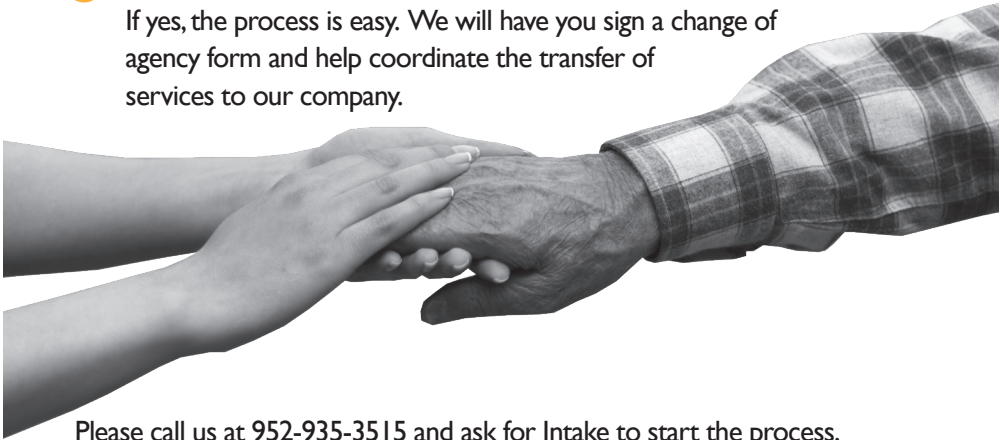 If yes, the process is easy. We will have you sign a change of
agency form and help coordinate the transfer of
services to our company.
Please call us at 952-935-3515 and ask for Intake to start the process.